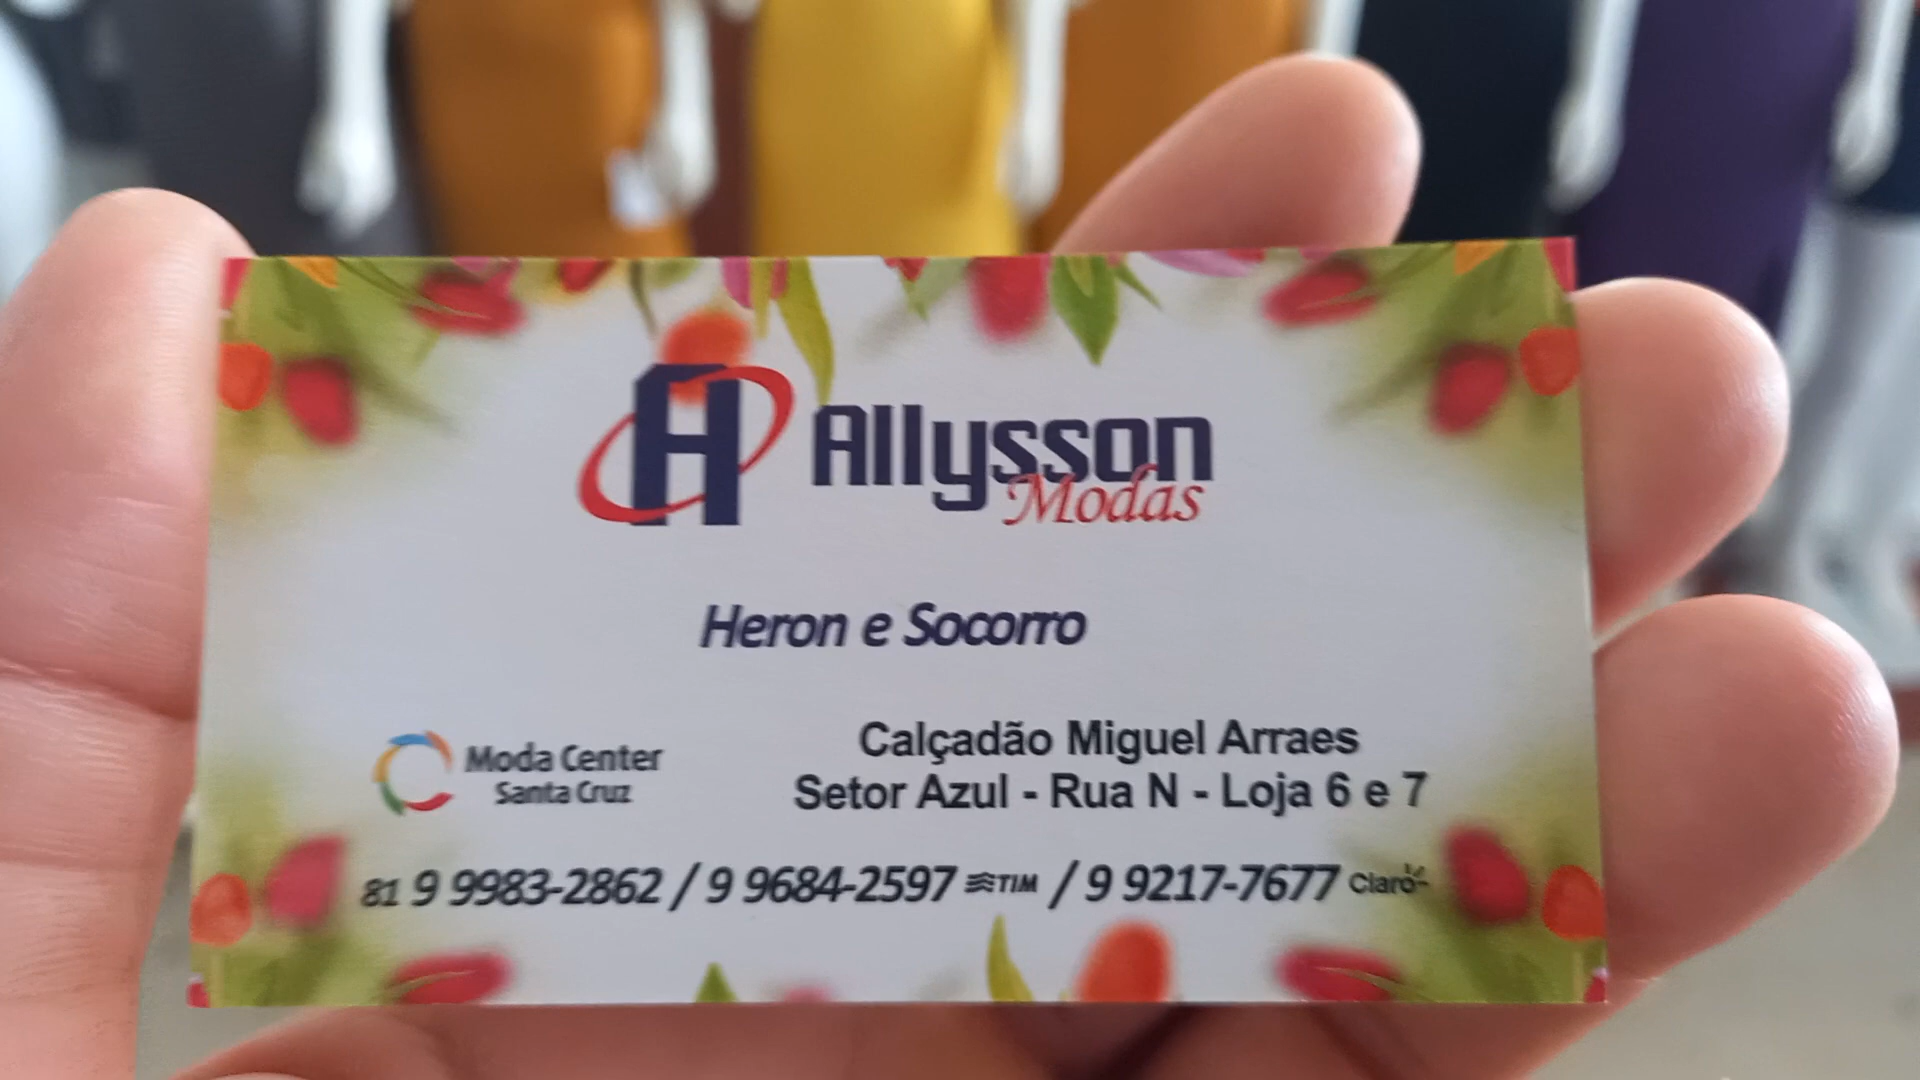 Allysson
Modas
Heron e Socorro
Moda Center
Santa Cruz
Calçadão Miguel Arraes
Setor Azul - Rua N - Loja 6 e 7
81 9 9983-2862 / 9 9684-2597 TIM / 9 9217-7677 Claro